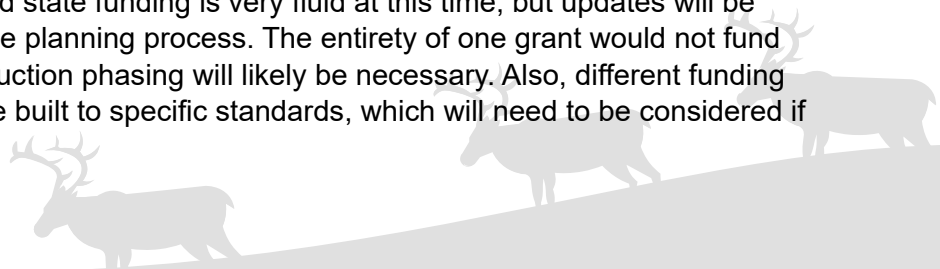 state funding is very fluid at this time, but updates will be
e planning process. The entirety of one grant would not fund
uction phasing will likely be necessary. Also, different funding
e built to specific standards, which will need to be considered if